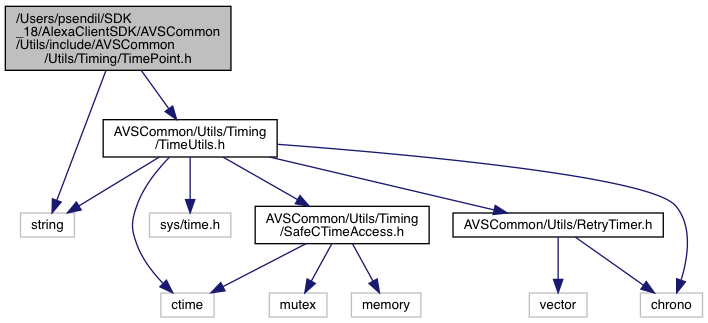 /Users/psendil/SDK
_18/AlexaClientSDK/AVSCommon
/Utils/include/AVSCommon
/Utils/Timing/TimePoint.h
AVSCommon/Utils/Timing
/TimeUtils.h
string
sys/time.h
AVSCommon/Utils/Timing
/SafeCTimeAccess.h
AVSCommon/Utils/RetryTimer.h
ctime
mutex
memory
vector
chrono